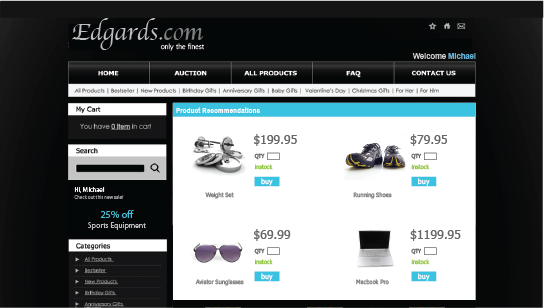 Edgards.com
only the finest
Welcome Michael
HOME AUCTION ALL PRODUCTS FAQ CONTACT US
All Products | Bestseller | New Products | Birthday Gifts | Anniversary Gifts | Baby Gifts | Valentine's Day | Christmas Gifts | For Her | For Him
My Cart
You have 0 item in cart
Search
Hi, Michael
Check out this new sale!
25% off
Sports Equipment
Categories
All Products
Bestseller
New Products
Birthday Gifts
Anniversary Gifts
Product Recommendations
$199.95
QTY
instock
buy
Weight Set
$79.95
QTY
instock
buy
Running Shoes
$69.99
QTY
instock
buy
Aviator Sunglasses
$1199.95
QTY
instock
buy
Macbook Pro